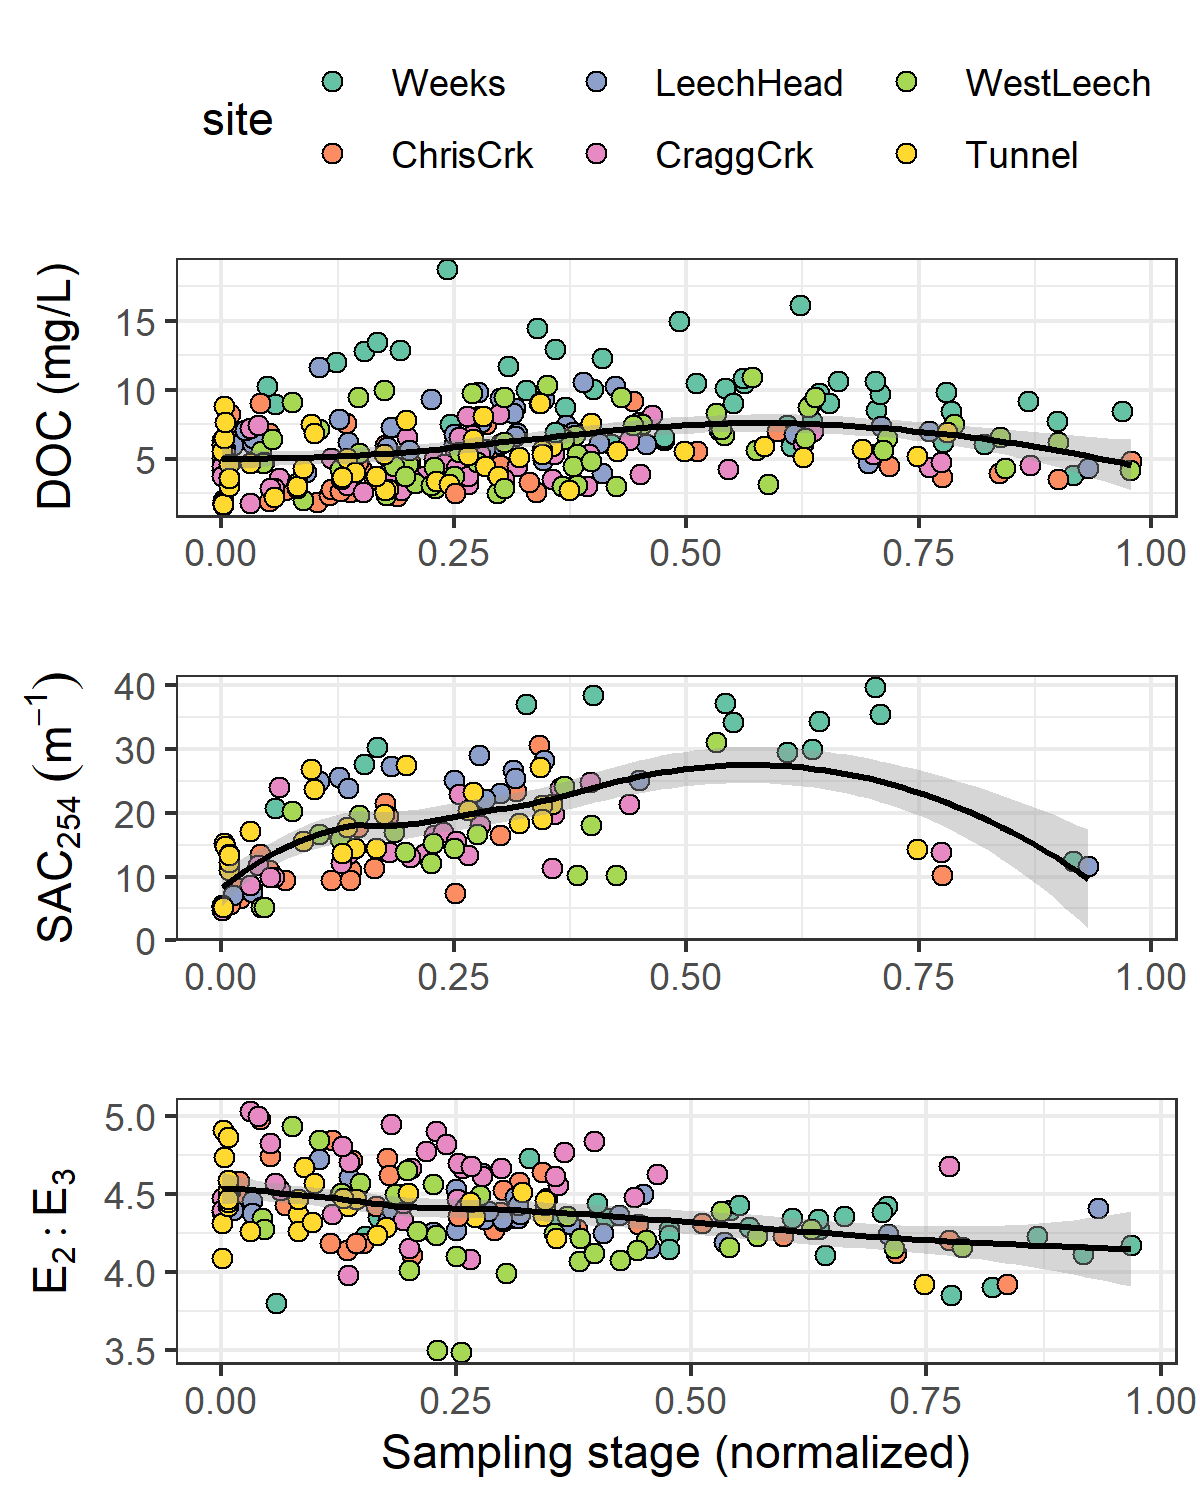 site
Weeks LeechHead WestLeech
ChrisCrk CraggCrk Tunnel
DOC (mg/L)
15
10
5
0.00 0.25 0.50 0.75 1.00
SAC₂₅₄ (m⁻¹)
40
30
20
10
0
0.00 0.25 0.50 0.75 1.00
E₂ : E₃
5.0
4.5
4.0
3.5
0.00 0.25 0.50 0.75 1.00
Sampling stage (normalized)